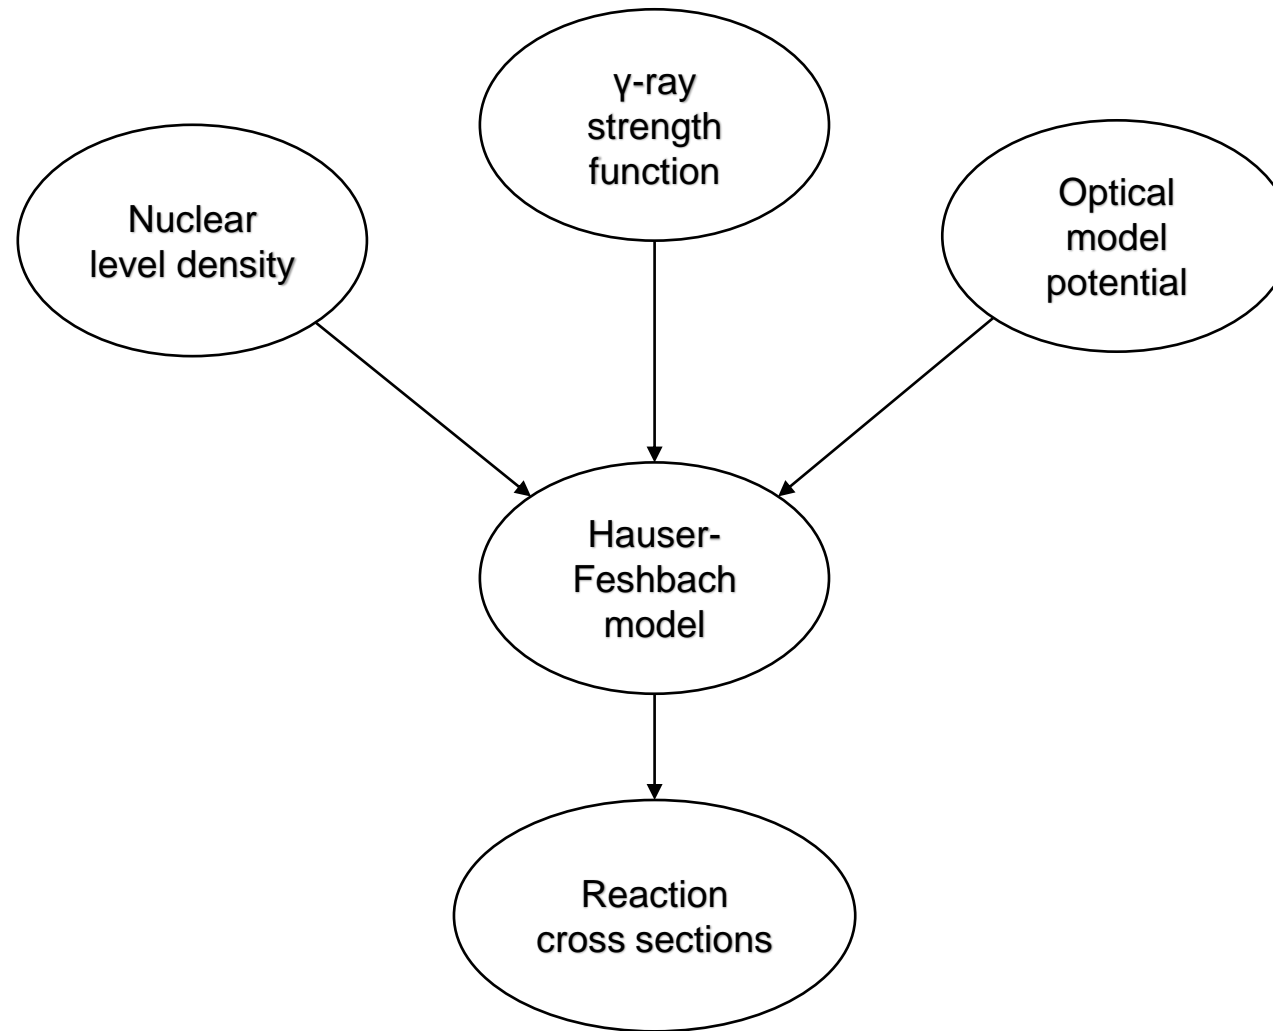 γ-ray
strength
function
Nuclear
level density
Optical
model
potential
Hauser-
Feshbach
model
Reaction
cross sections